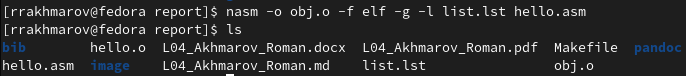 [rrakhmarov@fedora report]$ nasm -o obj.o -f elf -g -l list.lst hello.asm
[rrakhmarov@fedora report]$ ls
bib hello.o L04_Akhmarov_Roman.docx L04_Akhmarov_Roman.pdf Makefile pandoc
hello.asm image L04_Akhmarov_Roman.md list.lst obj.o